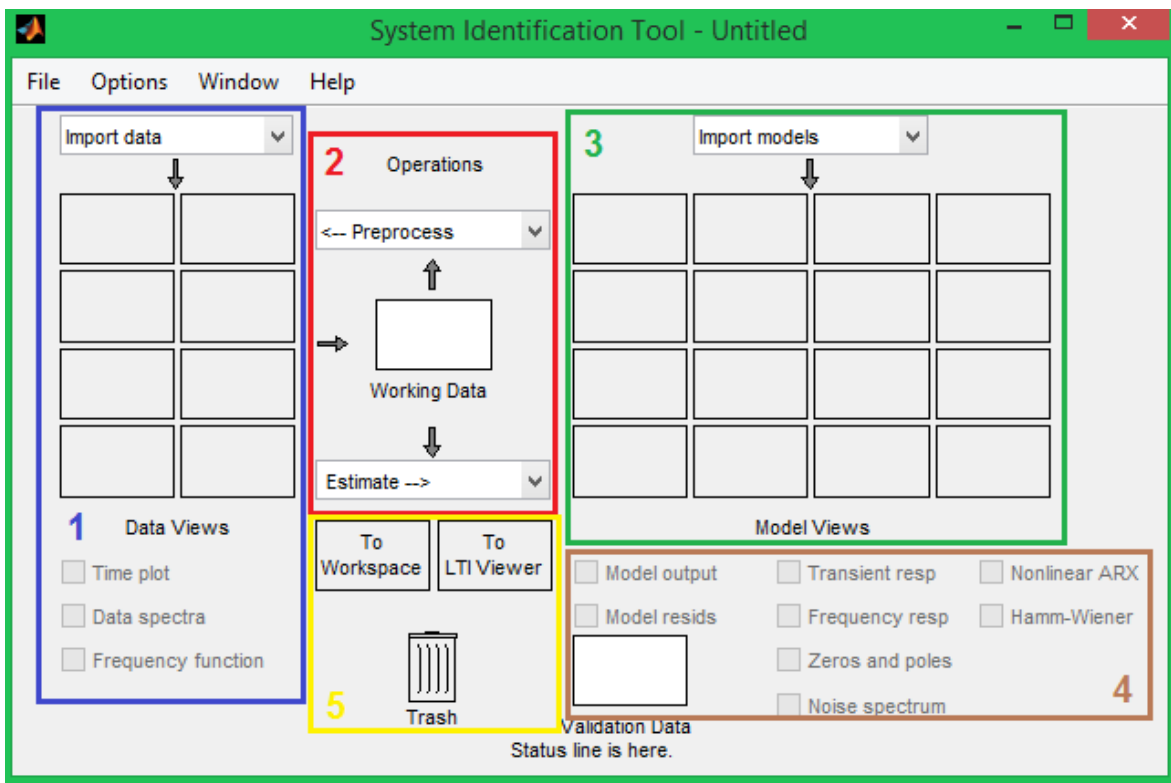 System Identification Tool - Untitled
File Options Window Help
Import data
1
Data Views
Time plot
Data spectra
Frequency function
2
Operations
<-- Preprocess
Working Data
Estimate -->
3
Import models
Model Views
To Workspace
To LTI Viewer
Trash
5
Model output
Model resids
Transient resp
Frequency resp
Zeros and poles
Noise spectrum
Nonlinear ARX
Hamm-Wiener
4
Validation Data
Status line is here.